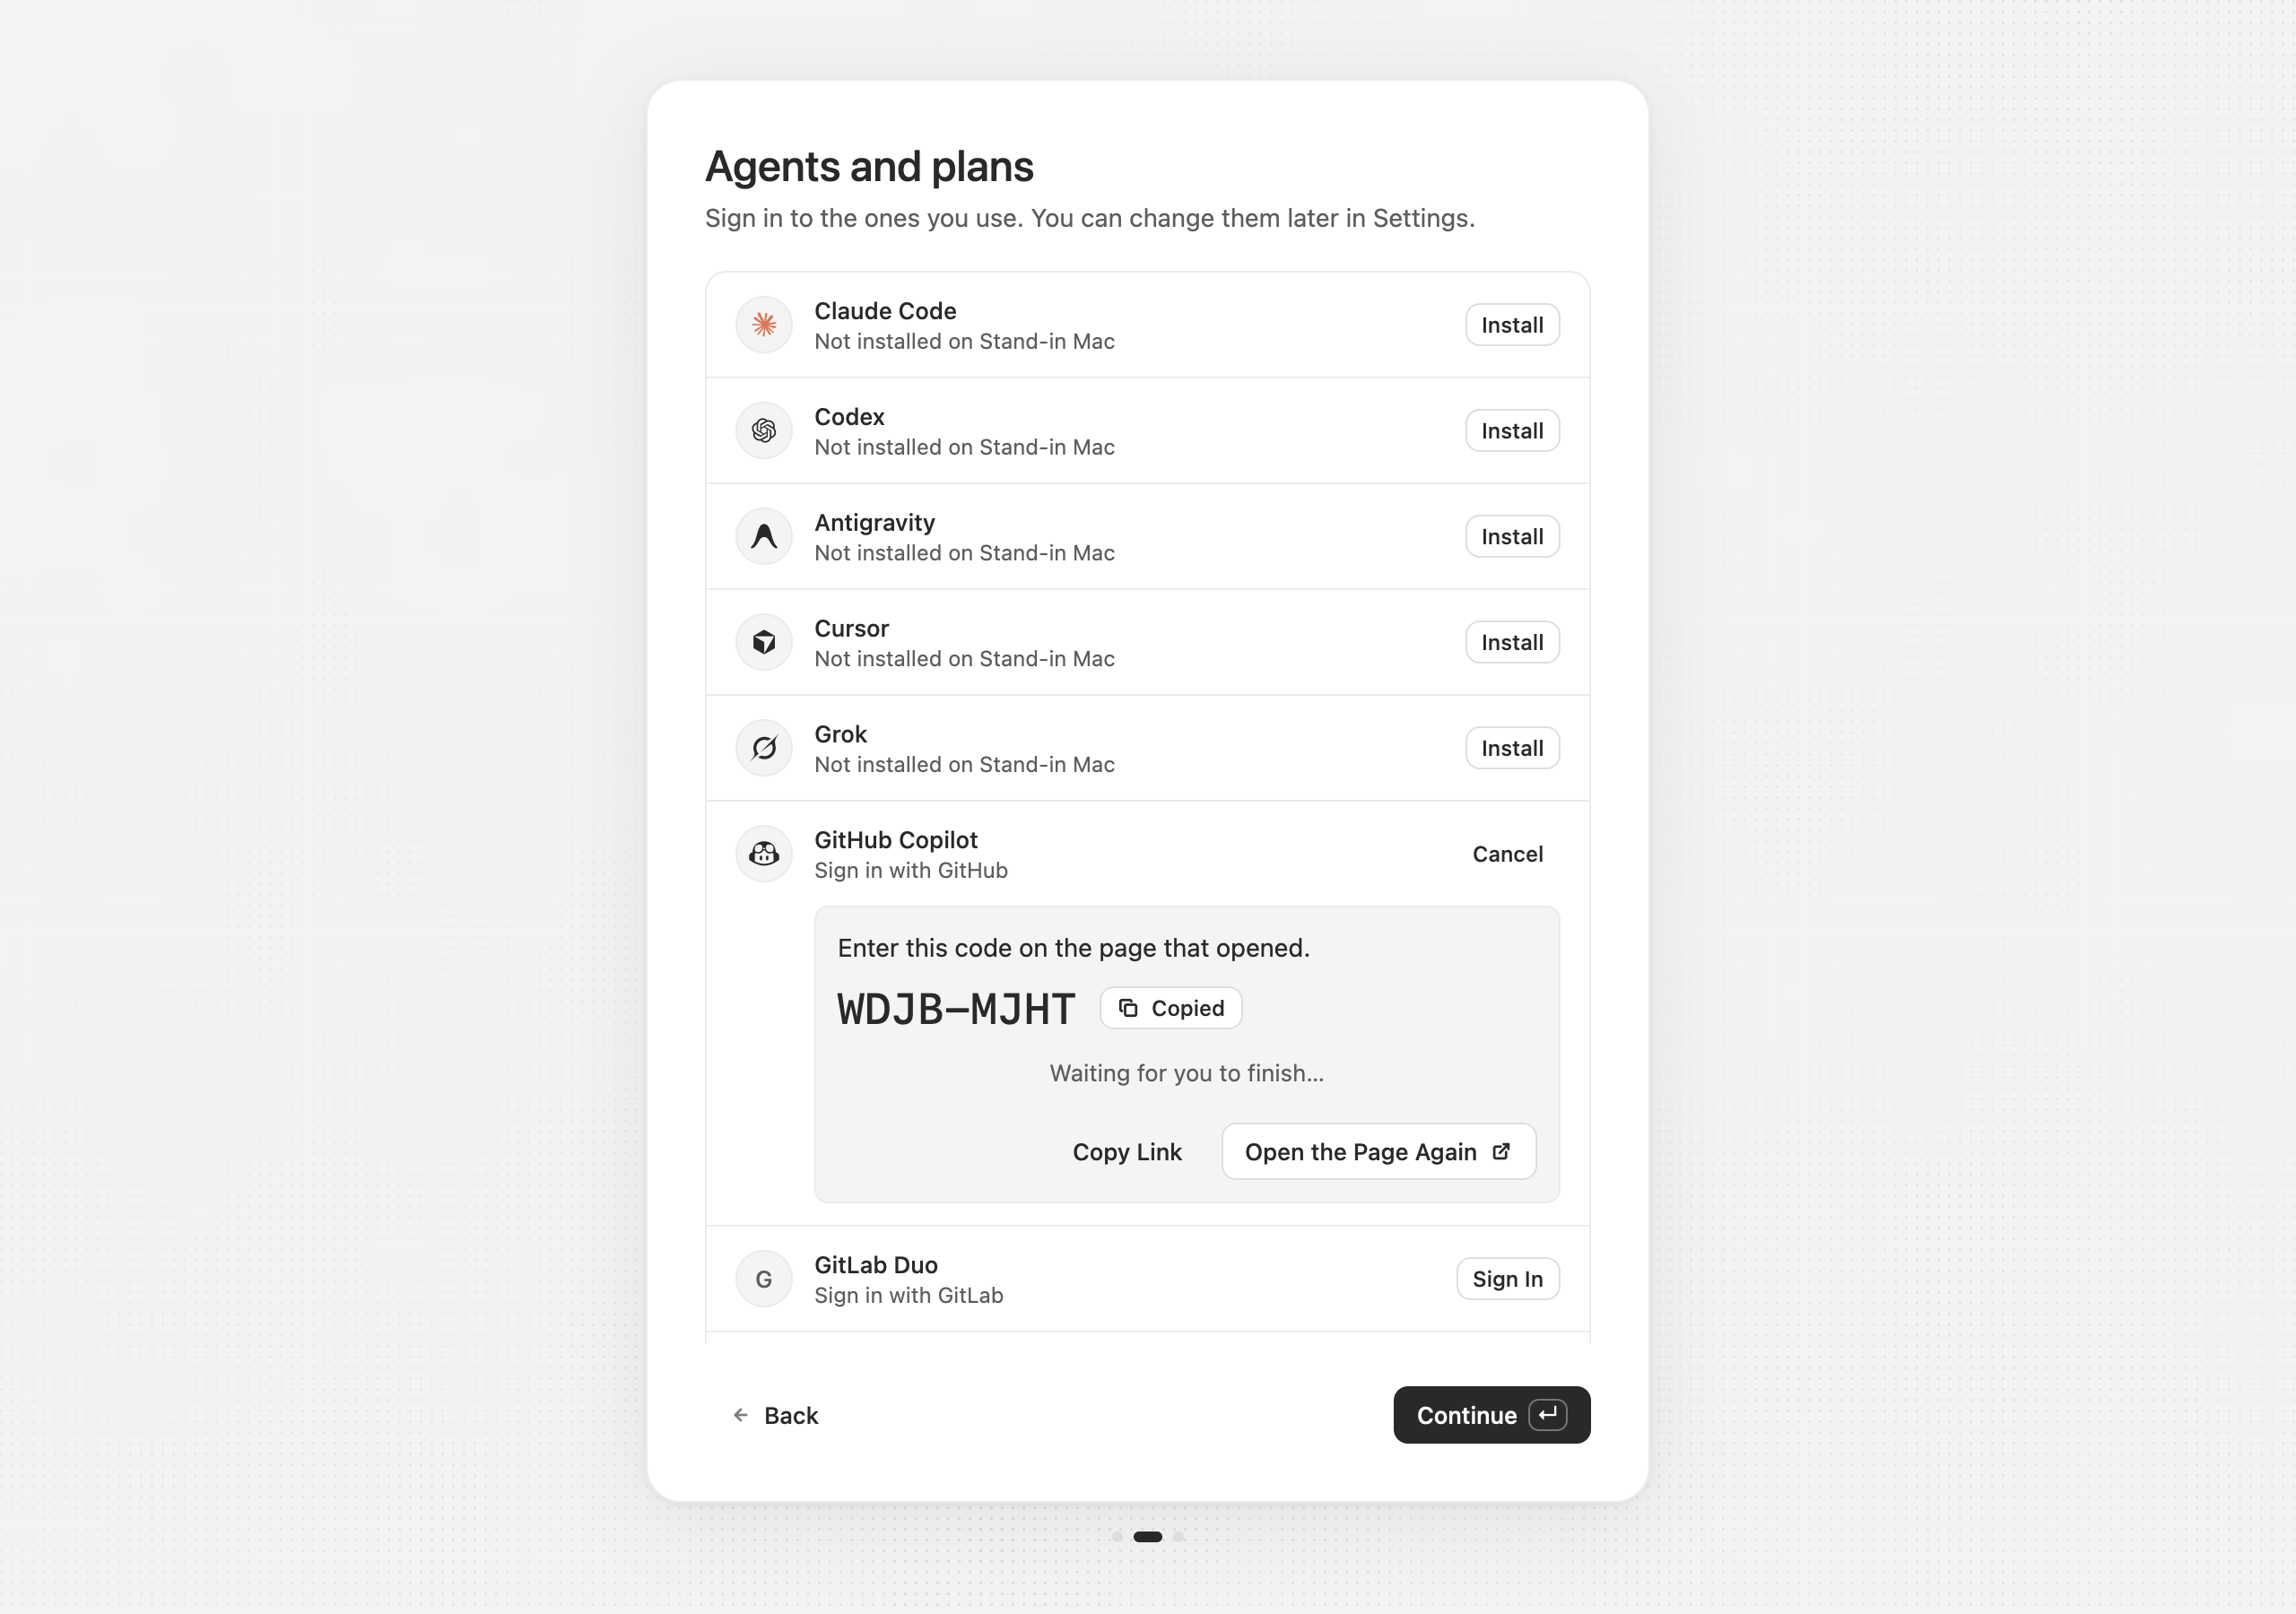 Agents and plans
Sign in to the ones you use. You can change them later in Settings.
Claude Code
Not installed on Stand-in Mac
Install
Codex
Not installed on Stand-in Mac
Install
Antigravity
Not installed on Stand-in Mac
Install
Cursor
Not installed on Stand-in Mac
Install
Grok
Not installed on Stand-in Mac
Install
GitHub Copilot
Sign in with GitHub
Cancel
Enter this code on the page that opened.
WDJB–MJHT
Copied
Waiting for you to finish...
Copy Link
Open the Page Again
G
GitLab Duo
Sign in with GitLab
Sign In
Back
Continue